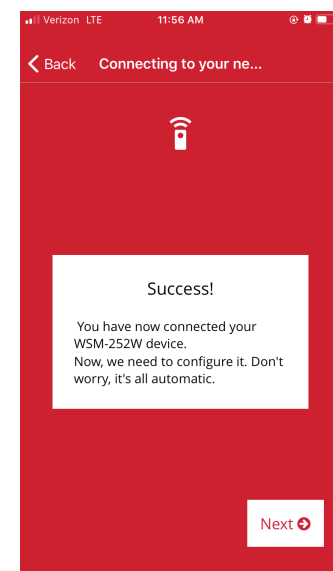 Verizon LTE 11:56 AM
Back Connecting to your ne...
Success!
You have now connected your
WSM-252W device.
Now, we need to configure it. Don't
worry, it's all automatic.
Next